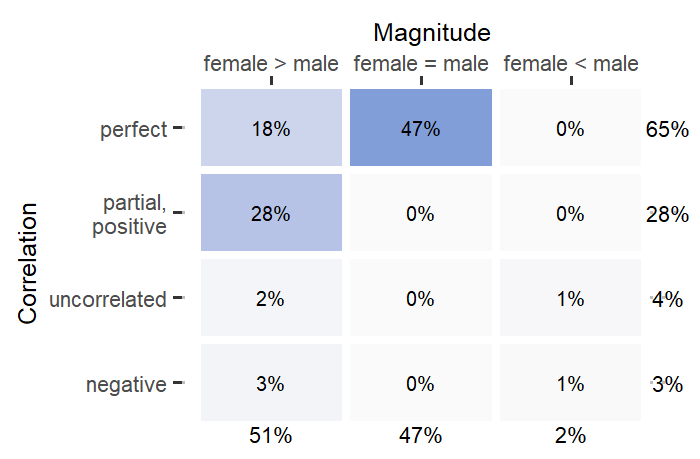 Magnitude
female > male female = male female < male
perfect 18% 47% 0% 65%
partial,
positive 28% 0% 0% 28%
Correlation
uncorrelated 2% 0% 1% 4%
negative 3% 0% 1% 3%
51% 47% 2%